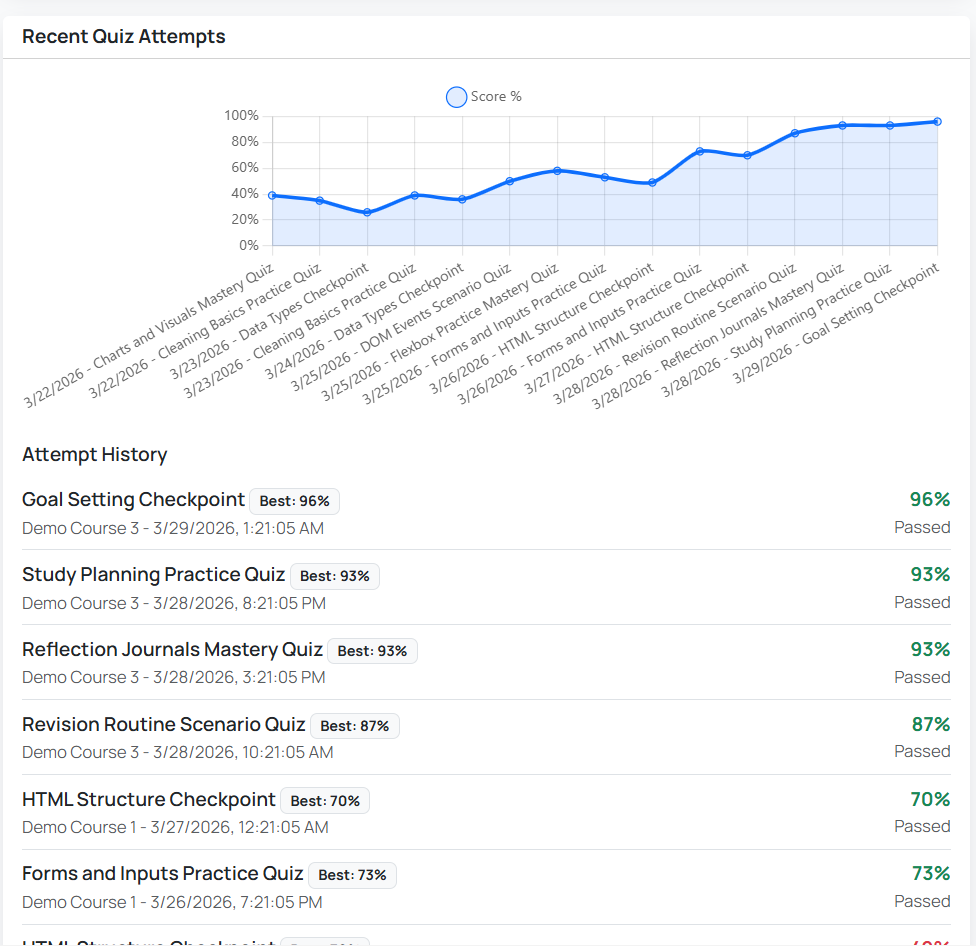 Recent Quiz Attempts
Score %
100%
80%
60%
40%
20%
0%
3/22/2026 - Charts and Visuals Mastery Quiz
3/22/2026 - Cleaning Basics Practice Quiz
3/23/2026 - Data Types Checkpoint
3/23/2026 - Cleaning Basics Practice Quiz
3/24/2026 - Data Types Checkpoint
3/25/2026 - DOM Events Scenario Quiz
3/25/2026 - Flexbox Practice Mastery Quiz
3/25/2026 - Forms and Inputs Practice Quiz
3/26/2026 - HTML Structure Checkpoint
3/26/2026 - Forms and Inputs Practice Quiz
3/27/2026 - HTML Structure Checkpoint
3/28/2026 - Revision Routine Scenario Quiz
3/28/2026 - Reflection Journals Mastery Quiz
3/28/2026 - Study Planning Practice Quiz
3/29/2026 - Goal Setting Checkpoint
Attempt History
Goal Setting Checkpoint Best: 96% 96%
Demo Course 3 - 3/29/2026, 1:21:05 AM Passed
Study Planning Practice Quiz Best: 93% 93%
Demo Course 3 - 3/28/2026, 8:21:05 PM Passed
Reflection Journals Mastery Quiz Best: 93% 93%
Demo Course 3 - 3/28/2026, 3:21:05 PM Passed
Revision Routine Scenario Quiz Best: 87% 87%
Demo Course 3 - 3/28/2026, 10:21:05 AM Passed
HTML Structure Checkpoint Best: 70% 70%
Demo Course 1 - 3/27/2026, 12:21:05 AM Passed
Forms and Inputs Practice Quiz Best: 73% 73%
Demo Course 1 - 3/26/2026, 7:21:05 PM Passed
HTML Structure Checkpoint